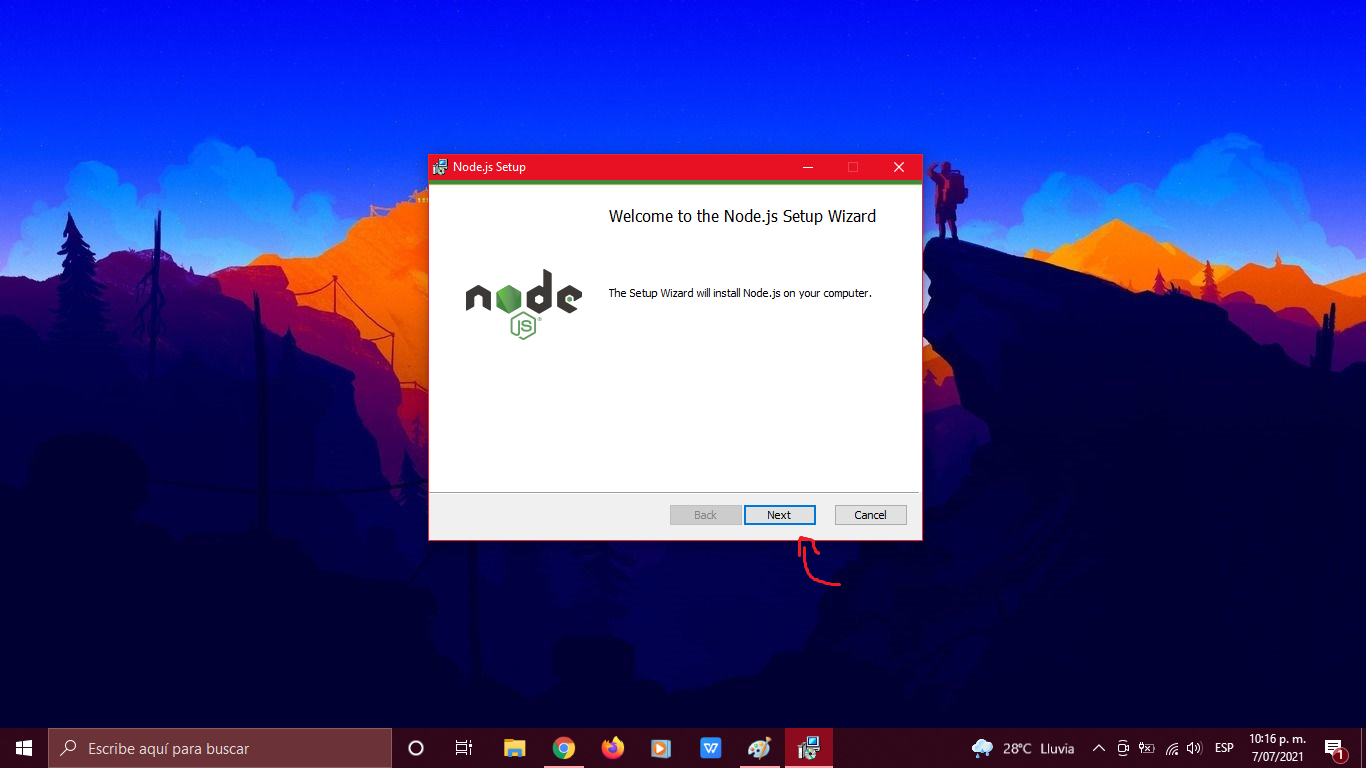 Node.js Setup
Welcome to the Node.js Setup Wizard
node
JS
The Setup Wizard will install Node.js on your computer.
Back
Next
Cancel
Escribe aquí para buscar
W
28°C Lluvia
ESP
10:16 p. m.
7/07/2021
1